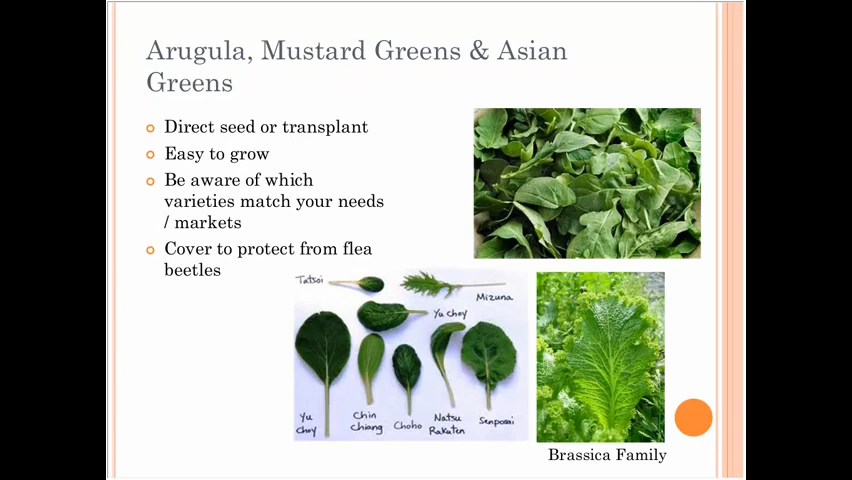 Arugula, Mustard Greens & Asian
Greens
Direct seed or transplant
Easy to grow
Be aware of which
varieties match your needs
/ markets
Cover to protect from flea
beetles
Tatsoi
Mizuna
Yu choy
Yu
choy
Chin
chiang
Choho
Natsu
Rakuten
Senposai
Brassica Family